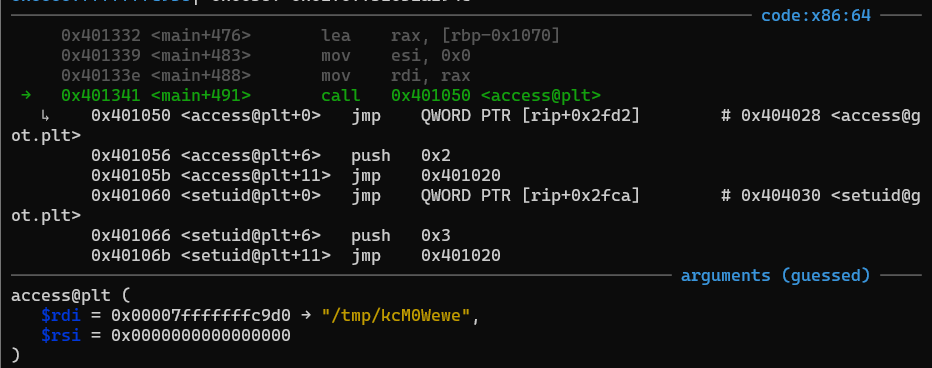 code:x86:64
0x401332 <main+476> lea rax, [rbp-0x1070]
0x401339 <main+483> mov esi, 0x0
0x40133e <main+488> mov rdi, rax
→ 0x401341 <main+491> call 0x401050 <access@plt>
↳ 0x401050 <access@plt+0> jmp QWORD PTR [rip+0x2fd2] # 0x404028 <access@g
ot.plt>
0x401056 <access@plt+6> push 0x2
0x40105b <access@plt+11> jmp 0x401020
0x401060 <setuid@plt+0> jmp QWORD PTR [rip+0x2fca] # 0x404030 <setuid@g
ot.plt>
0x401066 <setuid@plt+6> push 0x3
0x40106b <setuid@plt+11> jmp 0x401020
arguments (guessed)
access@plt (
$rdi = 0x00007fffffffc9d0 → "/tmp/kcM0Wewe",
$rsi = 0x0000000000000000
)